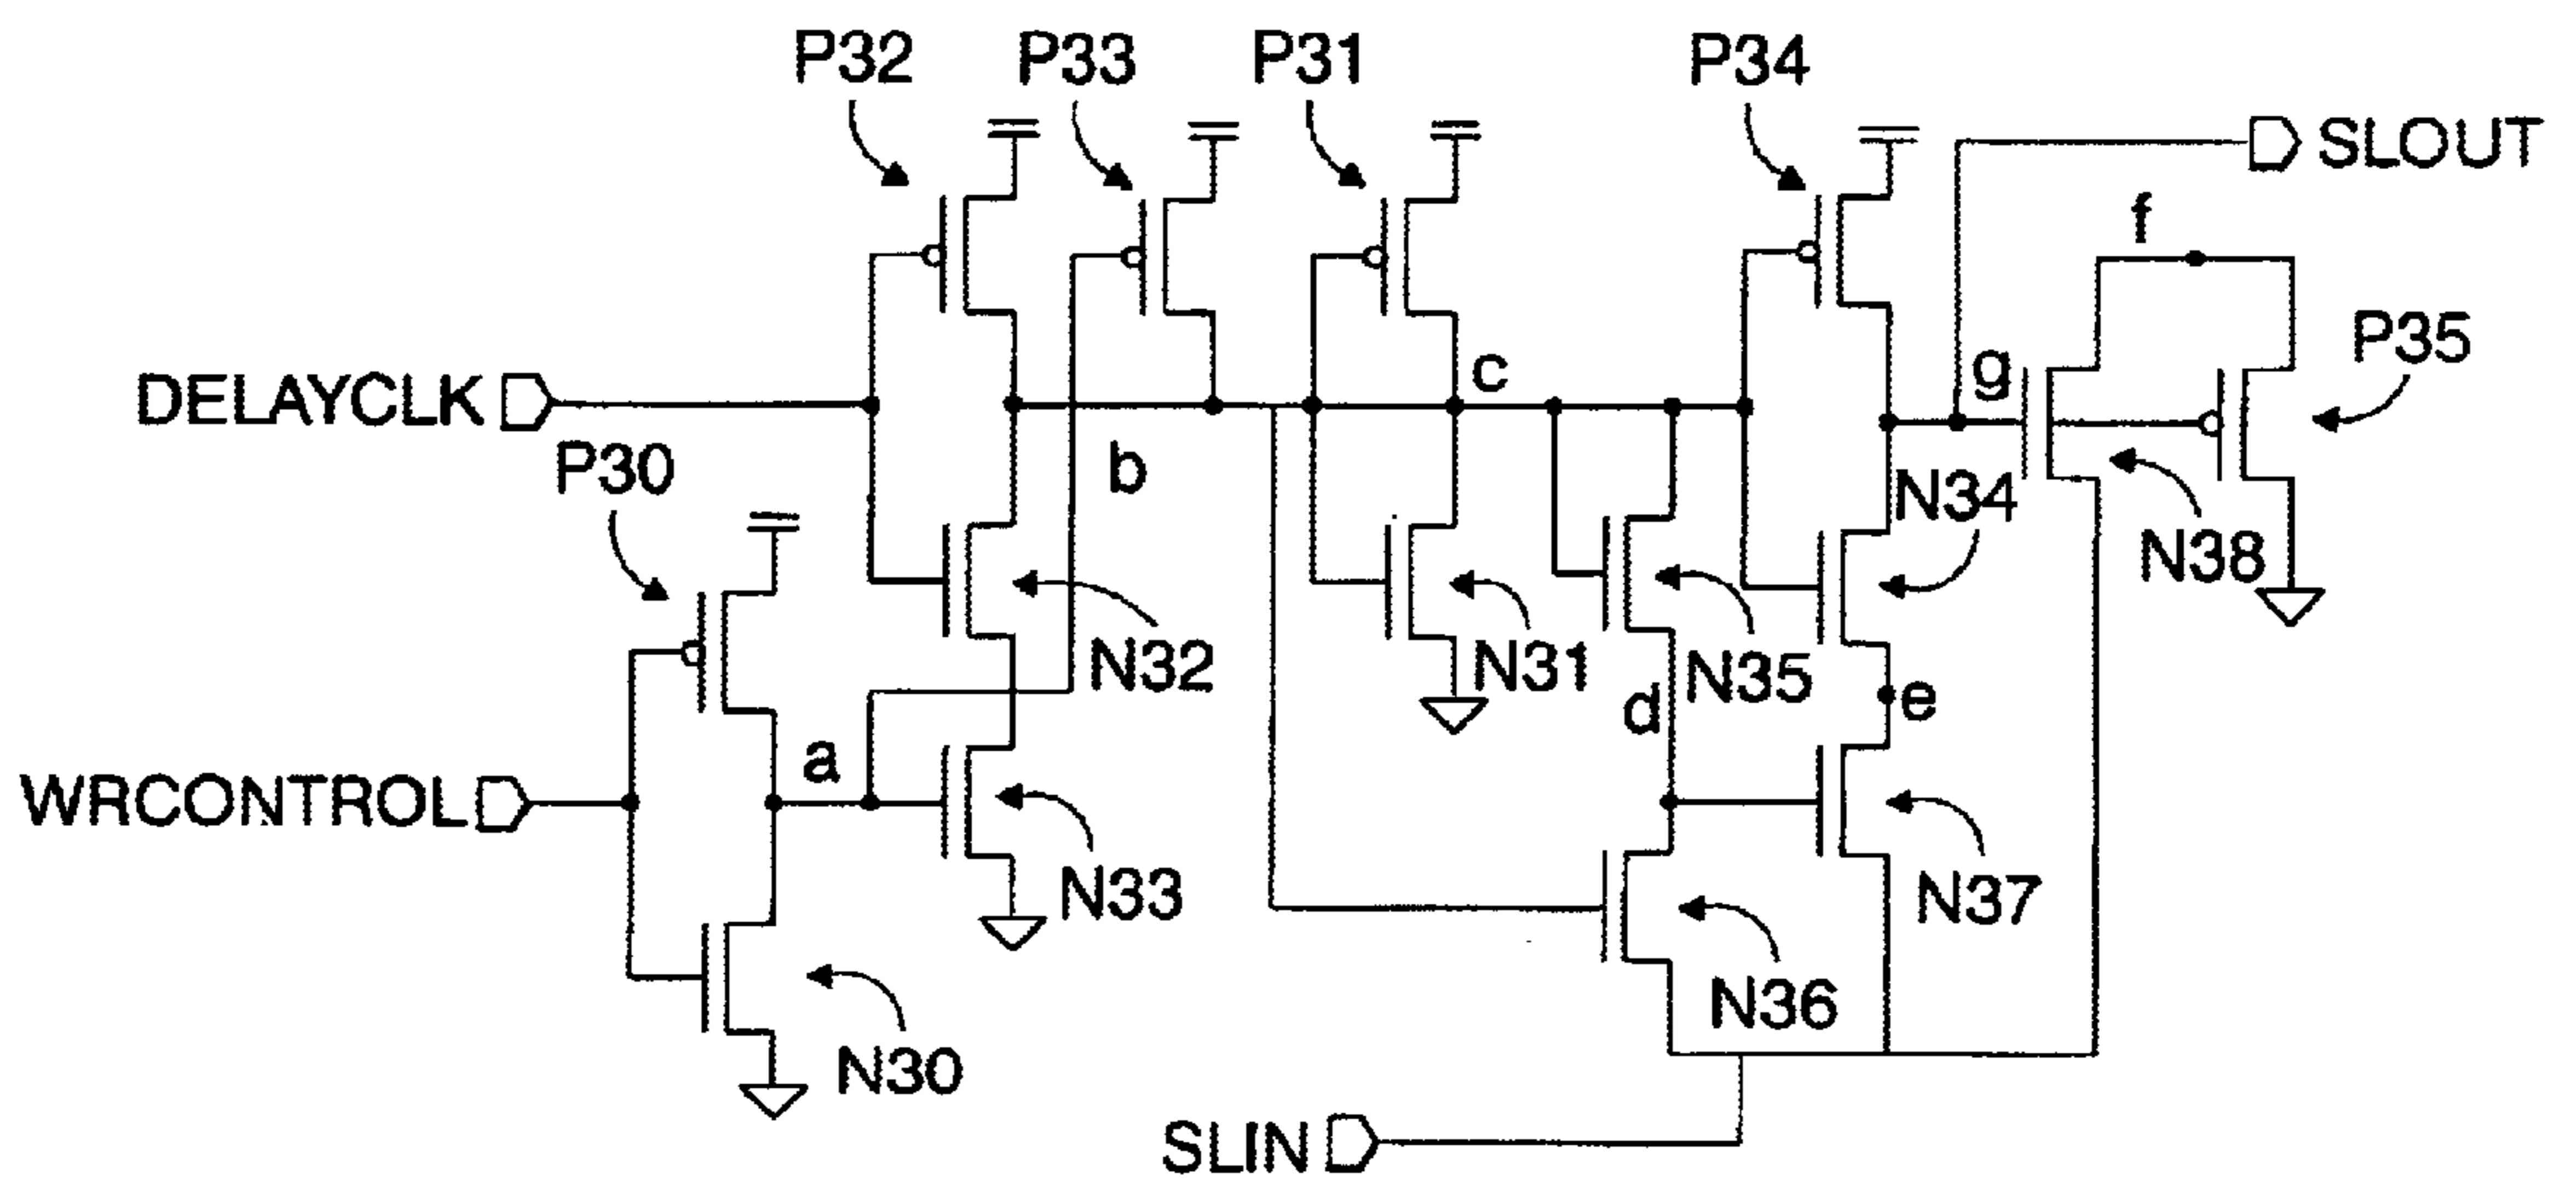 P32
P33
P31
P34
SLOUT
f
P35
g
c
DELAYCLK
b
P30
N34
N38
N32
N31
N35
d
e
a
WRCONTROL
N33
N37
N36
N30
SLIN